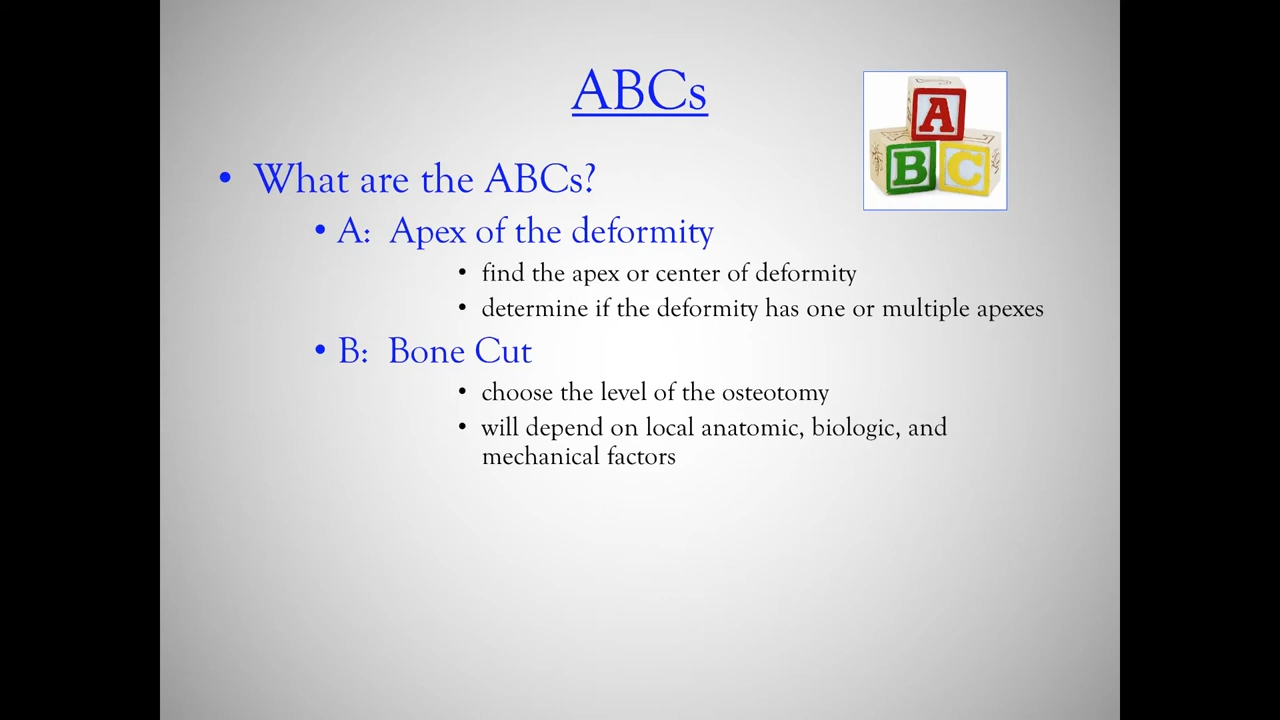 ABCs
A
B C
• What are the ABCs?
• A: Apex of the deformity
• find the apex or center of deformity
• determine if the deformity has one or multiple apexes
• B: Bone Cut
• choose the level of the osteotomy
• will depend on local anatomic, biologic, and
mechanical factors